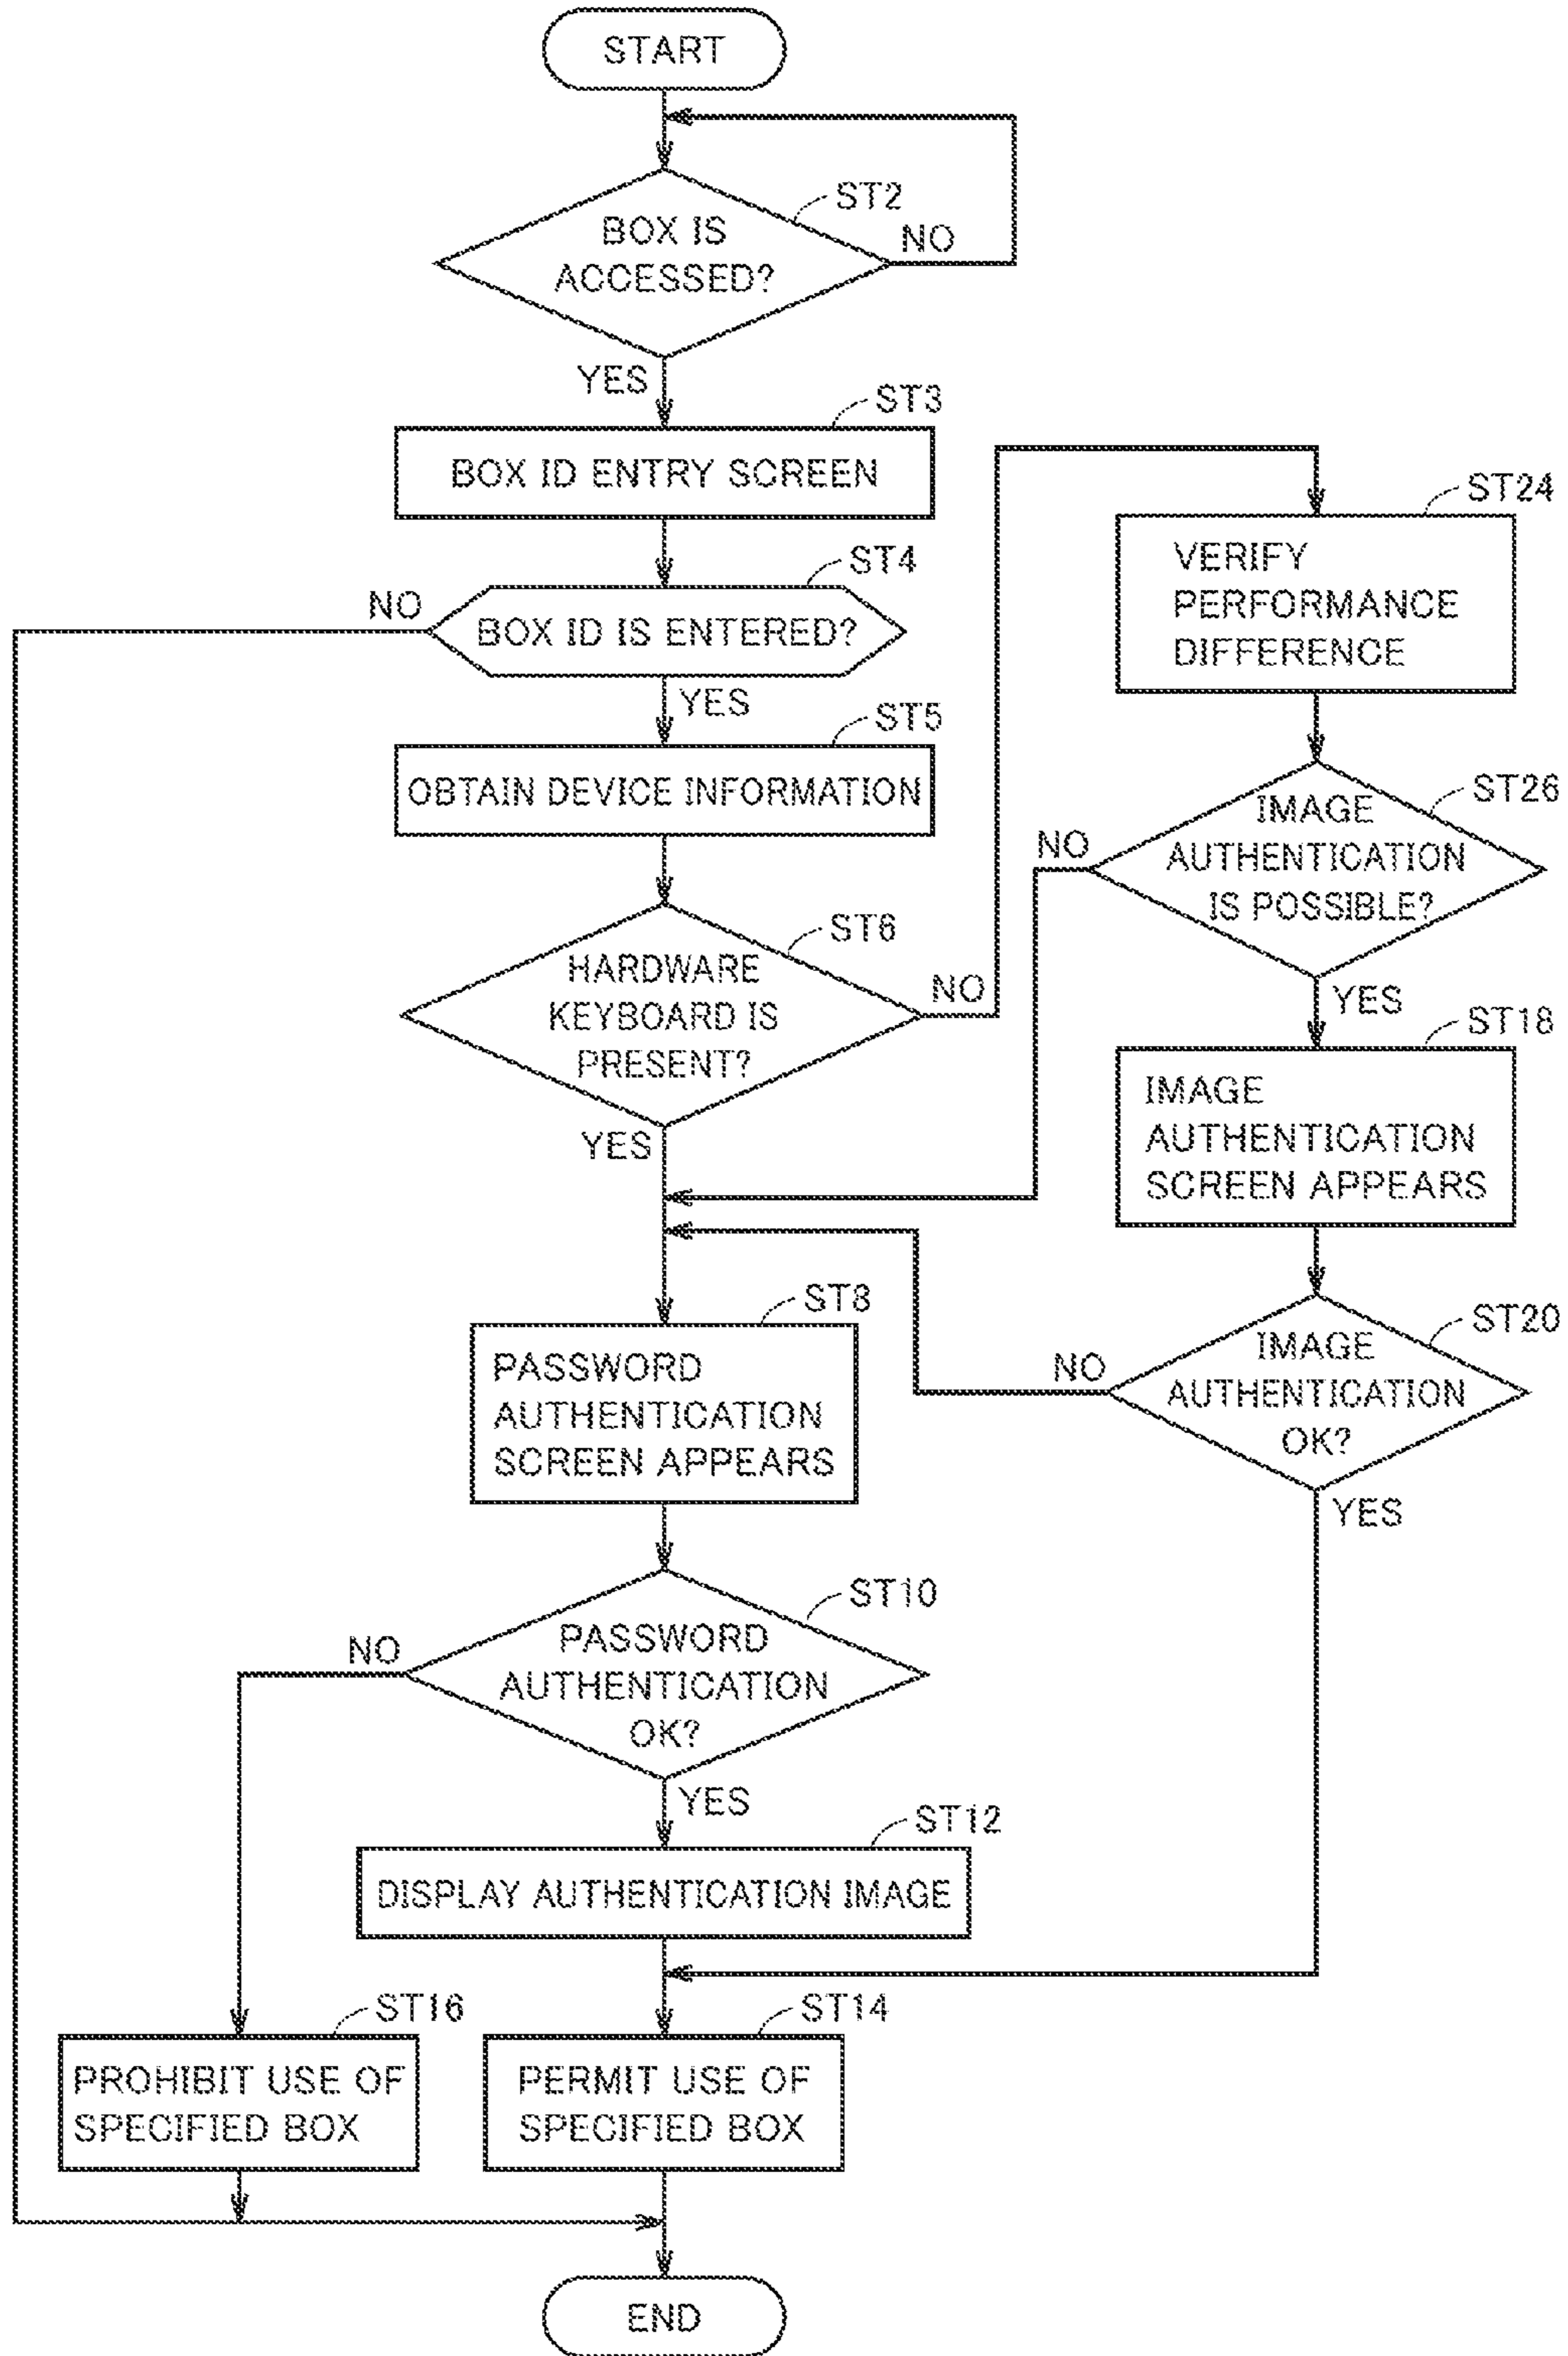 START
ST2
BOX IS
ACCESSED?
NO
YES
ST3
BOX ID ENTRY SCREEN
ST4
NO
BOX ID IS ENTERED?
YES
ST5
OBTAIN DEVICE INFORMATION
ST6
HARDWARE
KEYBOARD IS
PRESENT?
NO
YES
ST24
VERIFY
PERFORMANCE
DIFFERENCE
ST26
IMAGE
AUTHENTICATION
IS POSSIBLE?
NO
YES
ST18
IMAGE
AUTHENTICATION
SCREEN APPEARS
ST20
IMAGE
AUTHENTICATION
OK?
NO
YES
ST8
PASSWORD
AUTHENTICATION
SCREEN APPEARS
ST10
PASSWORD
AUTHENTICATION
OK?
NO
YES
ST12
DISPLAY AUTHENTICATION IMAGE
ST16
PROHIBIT USE OF
SPECIFIED BOX
ST14
PERMIT USE OF
SPECIFIED BOX
END